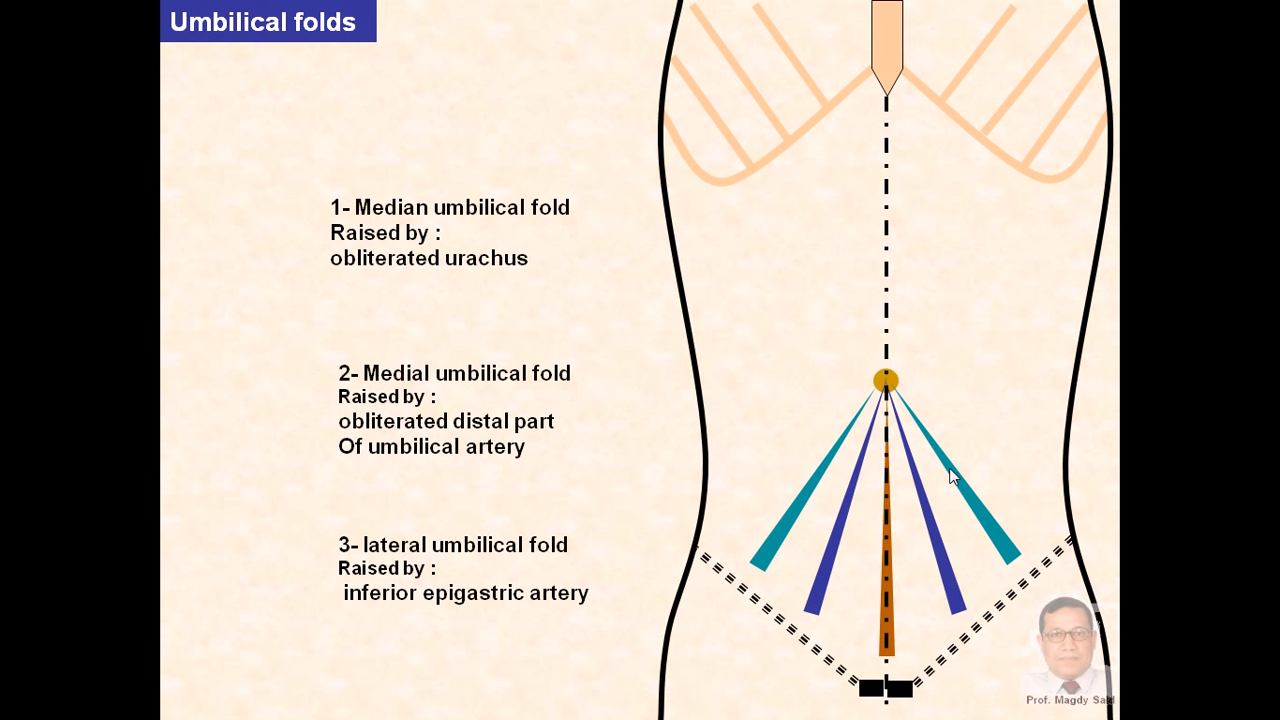 Umbilical folds
1- Median umbilical fold
Raised by :
obliterated urachus
2- Medial umbilical fold
Raised by :
obliterated distal part
Of umbilical artery
3- lateral umbilical fold
Raised by :
inferior epigastric artery
Prof. Magdy Said